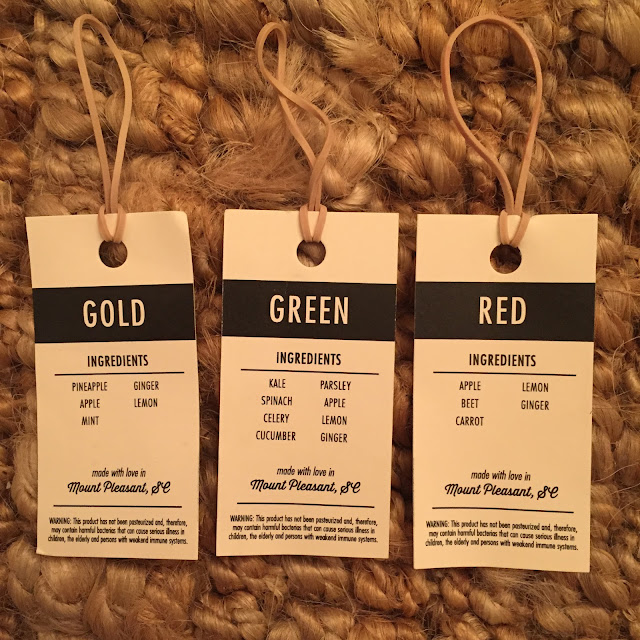 GOLD
INGREDIENTS
PINEAPPLE GINGER
APPLE LEMON
MINT
made with love in
Mount Pleasant, SC
WARNING: This product has not been pasteurized and, therefore,
may contain harmful bacterias that can cause serious illness in
children, the elderly and persons with weakend immune systems.
GREEN
INGREDIENTS
KALE PARSLEY
SPINACH APPLE
CELERY LEMON
CUCUMBER GINGER
made with love in
Mount Pleasant, SC
WARNING: This product has not been pasteurized and, therefore,
may contain harmful bacterias that can cause serious illness in
children, the elderly and persons with weakend immune systems.
RED
INGREDIENTS
APPLE LEMON
BEET GINGER
CARROT
made with love in
Mount Pleasant, SC
WARNING: This product has not been pasteurized and, therefore,
may contain harmful bacterias that can cause serious illness in
children, the elderly and persons with weakend immune systems.